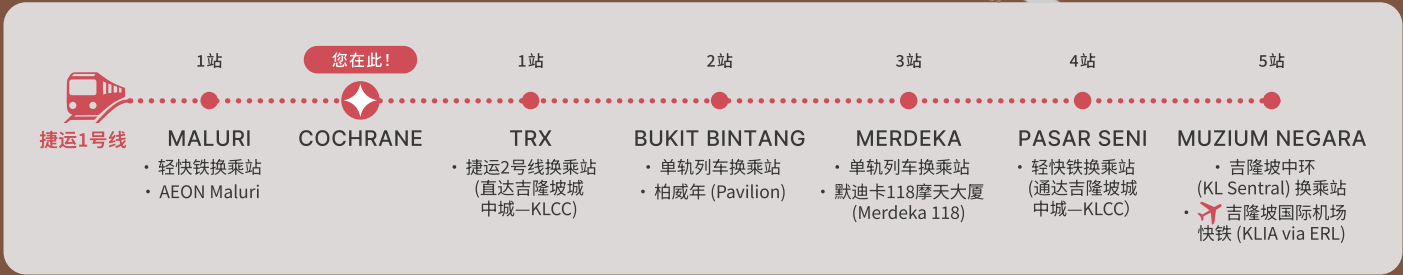 1站
您在此!
1站
2站
3站
4站
5站
捷运1号线
MALURI
COCHRANE
TRX
BUKIT BINTANG
MERDEKA
PASAR SENI
MUZIUM NEGARA
• 轻快铁换乘站
• AEON Maluri
• 捷运2号线换乘站
(直达吉隆坡城
中城—KLCC)
• 单轨列车换乘站
• 柏威年 (Pavilion)
• 单轨列车换乘站
• 默迪卡118摩天大厦
(Merdeka 118)
• 轻快铁换乘站
(通达吉隆坡城
中城—KLCC)
• 吉隆坡中环
(KL Sentral) 换乘站
• 吉隆坡国际机场
快铁 (KLIA via ERL)